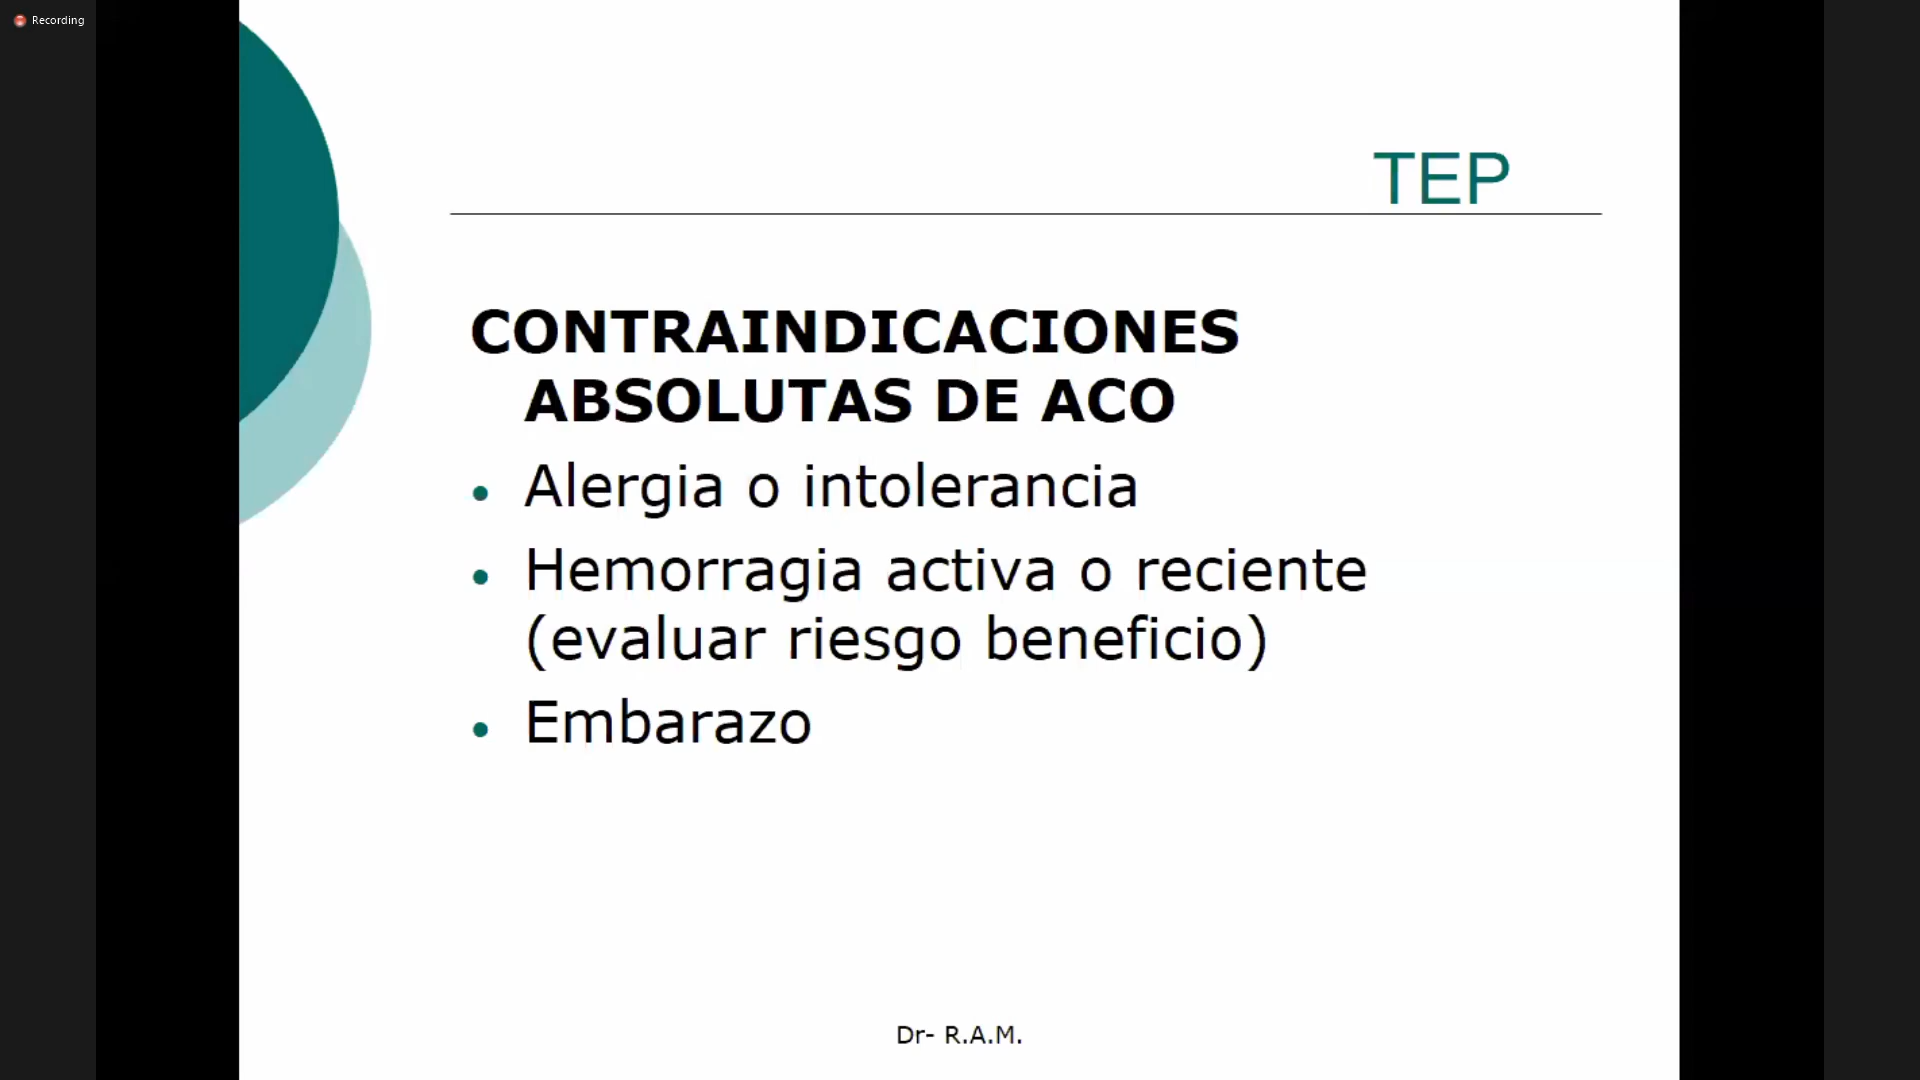 Recording
TEP
CONTRAINDICACIONES
ABSOLUTAS DE ACO
• Alergia o intolerancia
• Hemorragia activa o reciente
(evaluar riesgo beneficio)
• Embarazo
Dr- R.A.M.